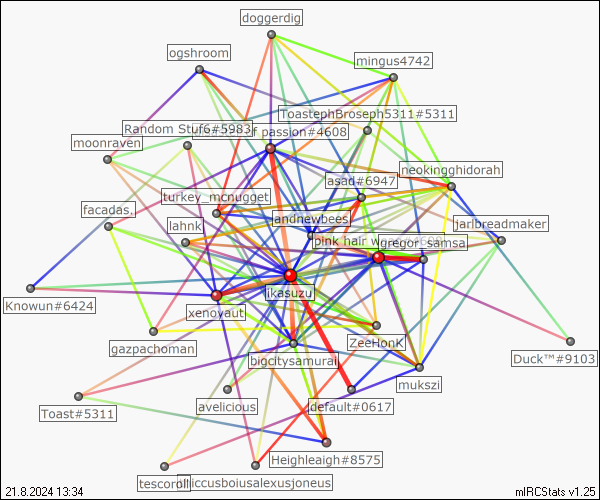 doggerdig
ogshroom
mingus4742
ToastephBroseph5311#5311
Random Stuf6#5983
f passion#4608
moonraven
neokingghidorah
asad#6947
turkey_mcnugget
facadas.
landnewbees
jarlbreadmaker
lahnk
pink hair w
gregor_samsa
ikasuzu
Knowun#6424
xenoyaut
ZeeHonK
gazpachoman
bigcitysamurai
Duck™#9103
mukszi
avelicious
default#0617
Toast#5311
Heighleaigh#8575
tescoroll
iccusboiusalexusjoneus
21.8.2024 13:34
mIRCStats v1.25